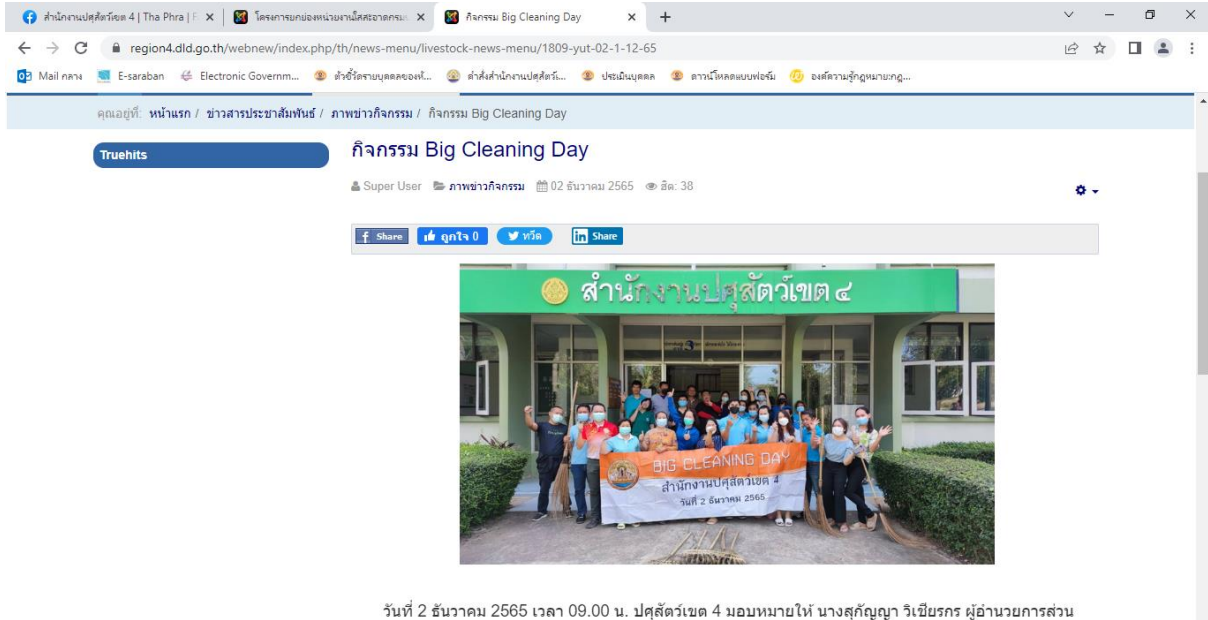 สำนักงานปศุสัตว์เขต 4 | Tha Phra | F
โครงการยกย่องหน่วยงานใสสะอาดกรม
กิจกรรม Big Cleaning Day
region4.dld.go.th/webnew/index.php/th/news-menu/livestock-news-menu/1809-yut-02-1-12-65
Mail กลาง E-saraban Electronic Governm... ตัวชี้วัดรายบุคคลของห้... คำสั่งสำนักงานปศุสัตว์... ประเมินบุคคล ดาวน์โหลดแบบฟอร์ม องค์ความรู้กฎหมาย:กฎ...
คุณอยู่ที่: หน้าแรก / ข่าวสารประชาสัมพันธ์ / ภาพข่าวกิจกรรม / กิจกรรม Big Cleaning Day
Truehits
กิจกรรม Big Cleaning Day
Super User ภาพข่าวกิจกรรม 02 ธันวาคม 2565 ฮิต: 38
f Share ถูกใจ 0 ทวีต in Share
สำนักงานปศุสัตว์เขต ๔
3
BIG CLEANING DAY
สำนักงานปศุสัตว์เขต 4
วันที่ 2 ธันวาคม 2565
วันที่ 2 ธันวาคม 2565 เวลา 09.00 น. ปศุสัตว์เขต 4 มอบหมายให้ นางสุกัญญา วิเชียรกร ผู้อำนวยการส่วน